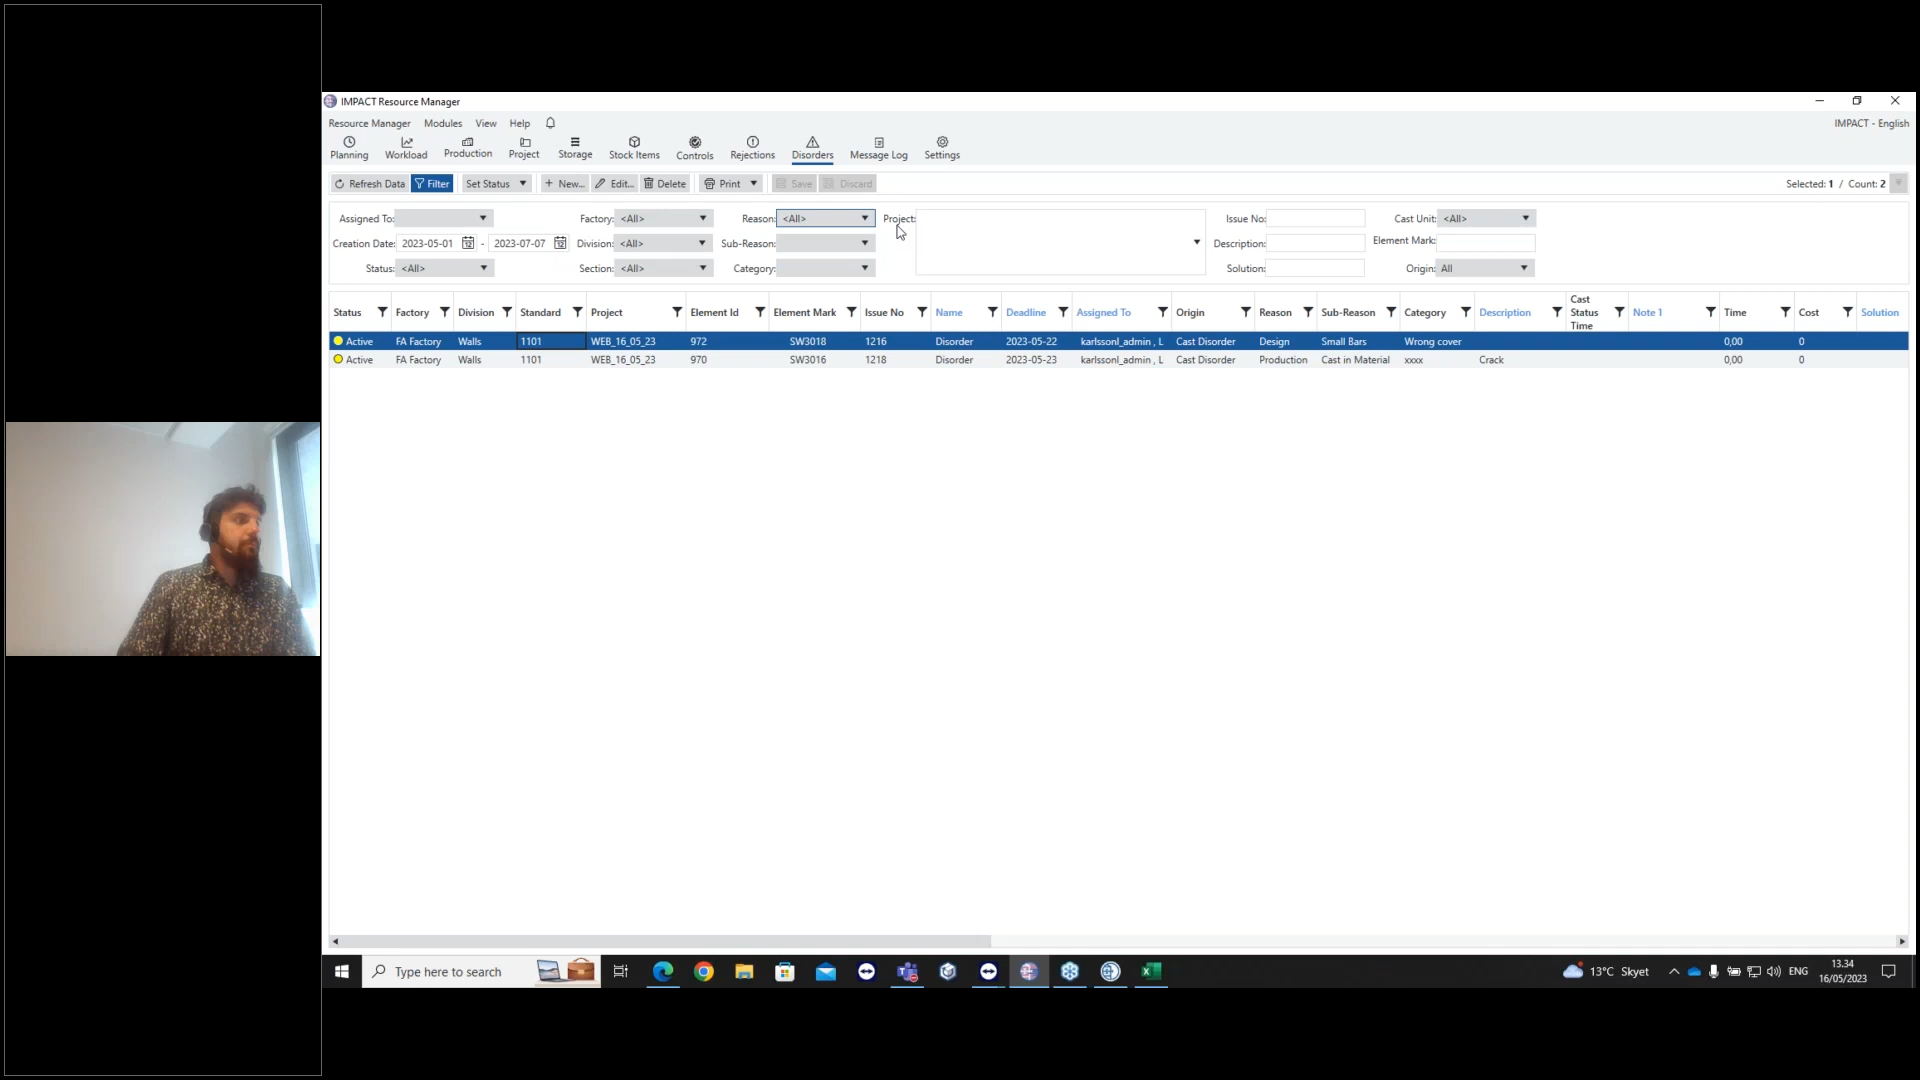 IMPACT Resource Manager
Resource Manager Modules View Help IMPACT - English
Planning Workload Production Project Storage Stock Items Controls Rejections Disorders Message Log Settings
Refresh Data Filter Set Status New... Edit... Delete Print Save Discard Selected: 1 / Count: 2
Assigned To: Factory: <All> Reason: <All> Project: Issue No: Cast Unit: <All>
Creation Date: 2023-05-01 - 2023-07-07 Division: <All> Sub-Reason: Description: Element Mark:
Status: <All> Section: <All> Category: Solution: Origin: All
Status Factory Division Standard Project Element Id Element Mark Issue No Name Deadline Assigned To Origin Reason Sub-Reason Category Description Cast Status Time Note 1 Time Cost Solution
Active FA Factory Walls 1101 WEB_16_05_23 972 SW3018 1216 Disorder 2023-05-22 karlssonl_admin , L Cast Disorder Design Small Bars Wrong cover 0,00 0
Active FA Factory Walls 1101 WEB_16_05_23 970 SW3016 1218 Disorder 2023-05-23 karlssonl_admin , L Cast Disorder Production Cast in Material xxxx Crack 0,00 0
Type here to search 13°C Skyet ENG 13.34
16/05/2023